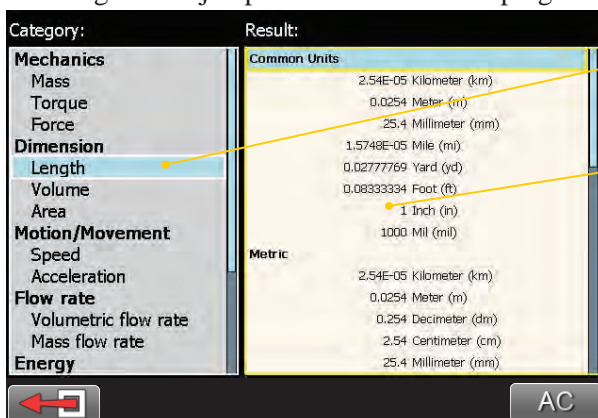 Category:
Mechanics
Mass
Torque
Force
Dimension
Length
Volume
Area
Motion/Movement
Speed
Acceleration
Flow rate
Volumetric flow rate
Mass flow rate
Energy
Result:
Common Units
2.54E-05 Kilometer (km)
0.0254 Meter (m)
25.4 Millimeter (mm)
1.5748E-05 Mile (mi)
0.02777769 Yard (yd)
0.08333334 Foot (ft)
1 Inch (in)
1000 Mil (mil)
Metric
2.54E-05 Kilometer (km)
0.0254 Meter (m)
0.254 Decimeter (dm)
2.54 Centimeter (cm)
25.4 Millimeter (mm)
AC